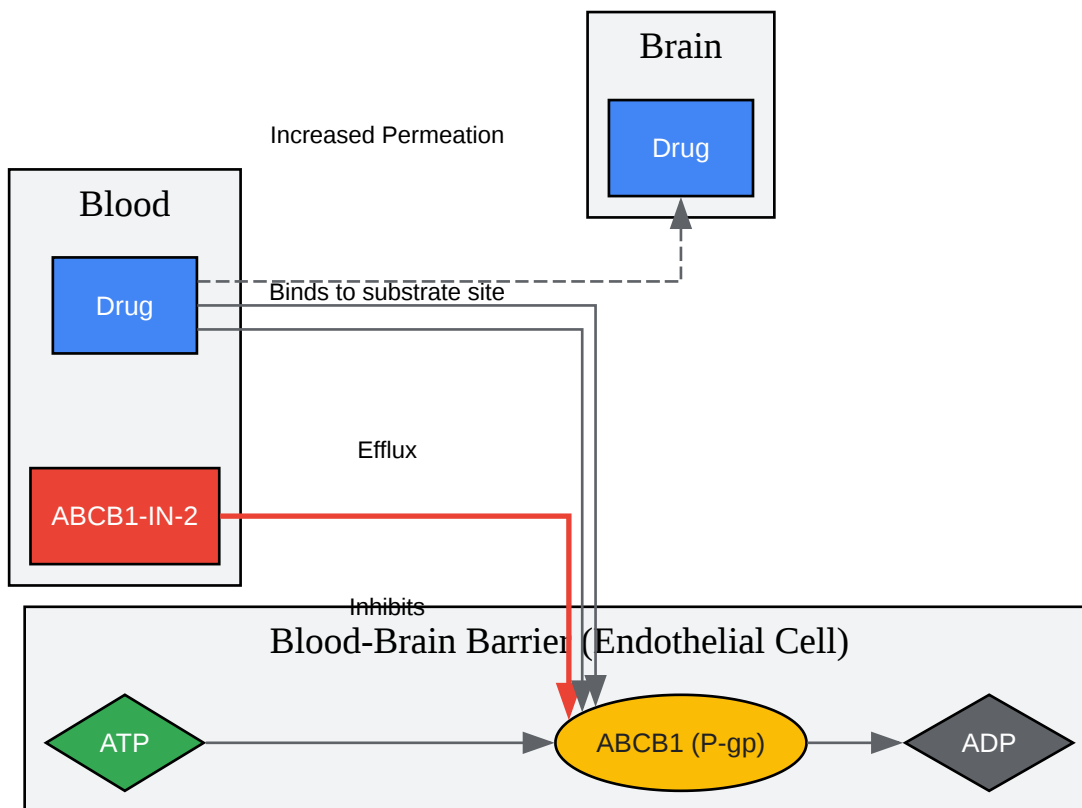 Brain
Drug
Increased Permeation
Blood
Drug
Binds to substrate site
Efflux
ABCB1-IN-2
Inhibits
Blood-Brain Barrier (Endothelial Cell)
ATP
ABCB1 (P-gp)
ADP